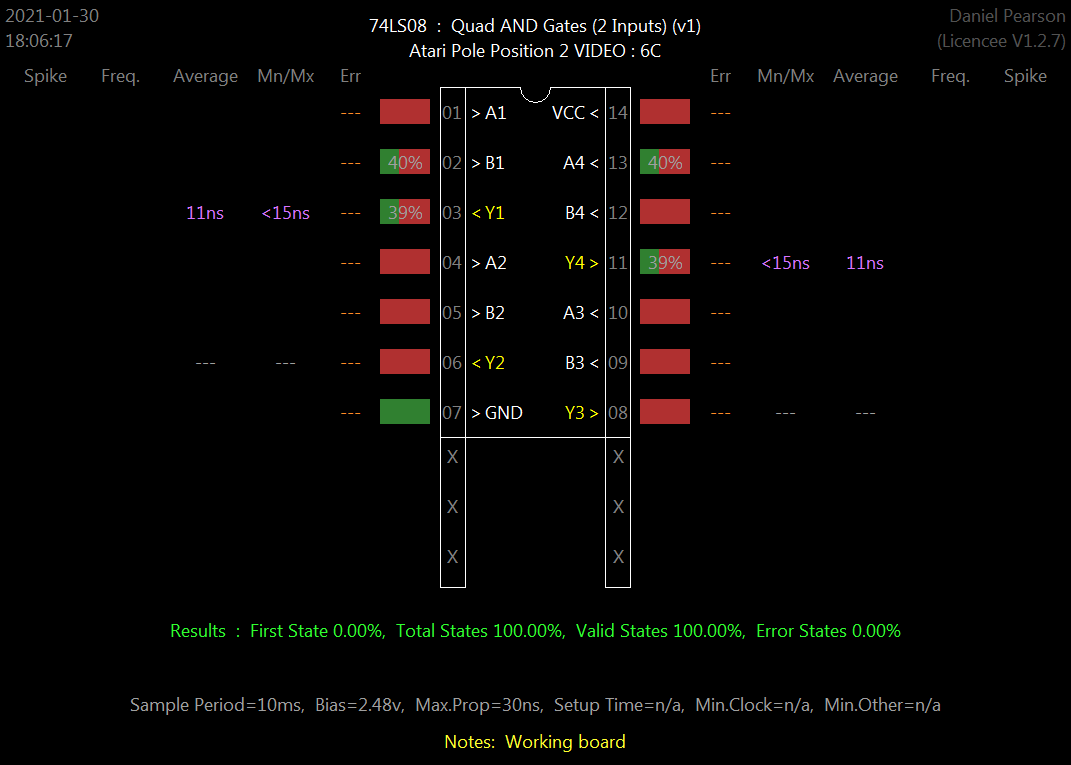 2021-01-30 74LS08 : Quad AND Gates (2 Inputs) (v1) Daniel Pearson
18:06:17 Atari Pole Position 2 VIDEO : 6C (Licencee V1.2.7)
Spike Freq. Average Mn/Mx Err Err Mn/Mx Average Freq. Spike
--- 01 > A1 VCC < 14 ---
--- 40% 02 > B1 A4 < 13 40% ---
11ns <15ns --- 39% 03 < Y1 B4 < 12 ---
--- 04 > A2 Y4 > 11 39% --- <15ns 11ns
--- 05 > B2 A3 < 10 ---
--- --- --- 06 < Y2 B3 < 09 ---
--- 07 > GND Y3 > 08 --- --- ---
X X
X X
X X
Results : First State 0.00%, Total States 100.00%, Valid States 100.00%, Error States 0.00%
Sample Period=10ms, Bias=2.48v, Max.Prop=30ns, Setup Time=n/a, Min.Clock=n/a, Min.Other=n/a
Notes: Working board